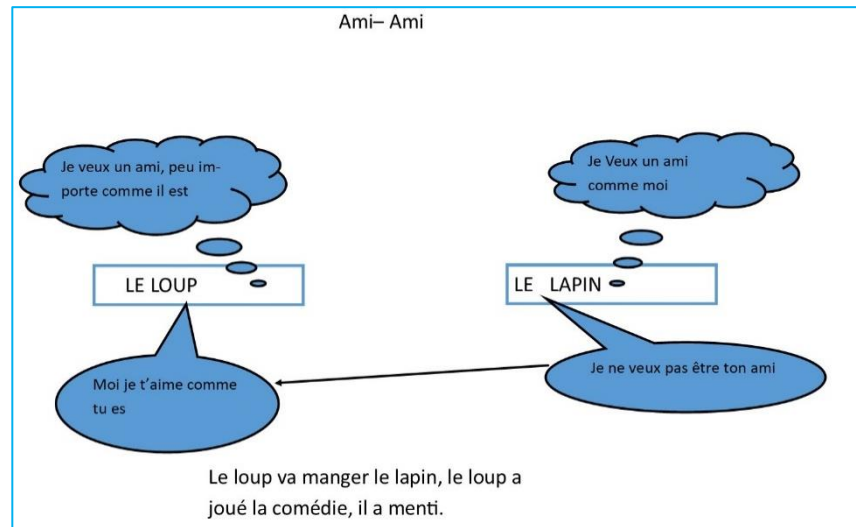 Ami– Ami
Je veux un ami, peu im-
porte comme il est
Je Veux un ami
comme moi
LE LOUP
LE LAPIN
Moi je t'aime comme
tu es
Je ne veux pas être ton ami
Le loup va manger le lapin, le loup a
joué la comédie, il a menti.